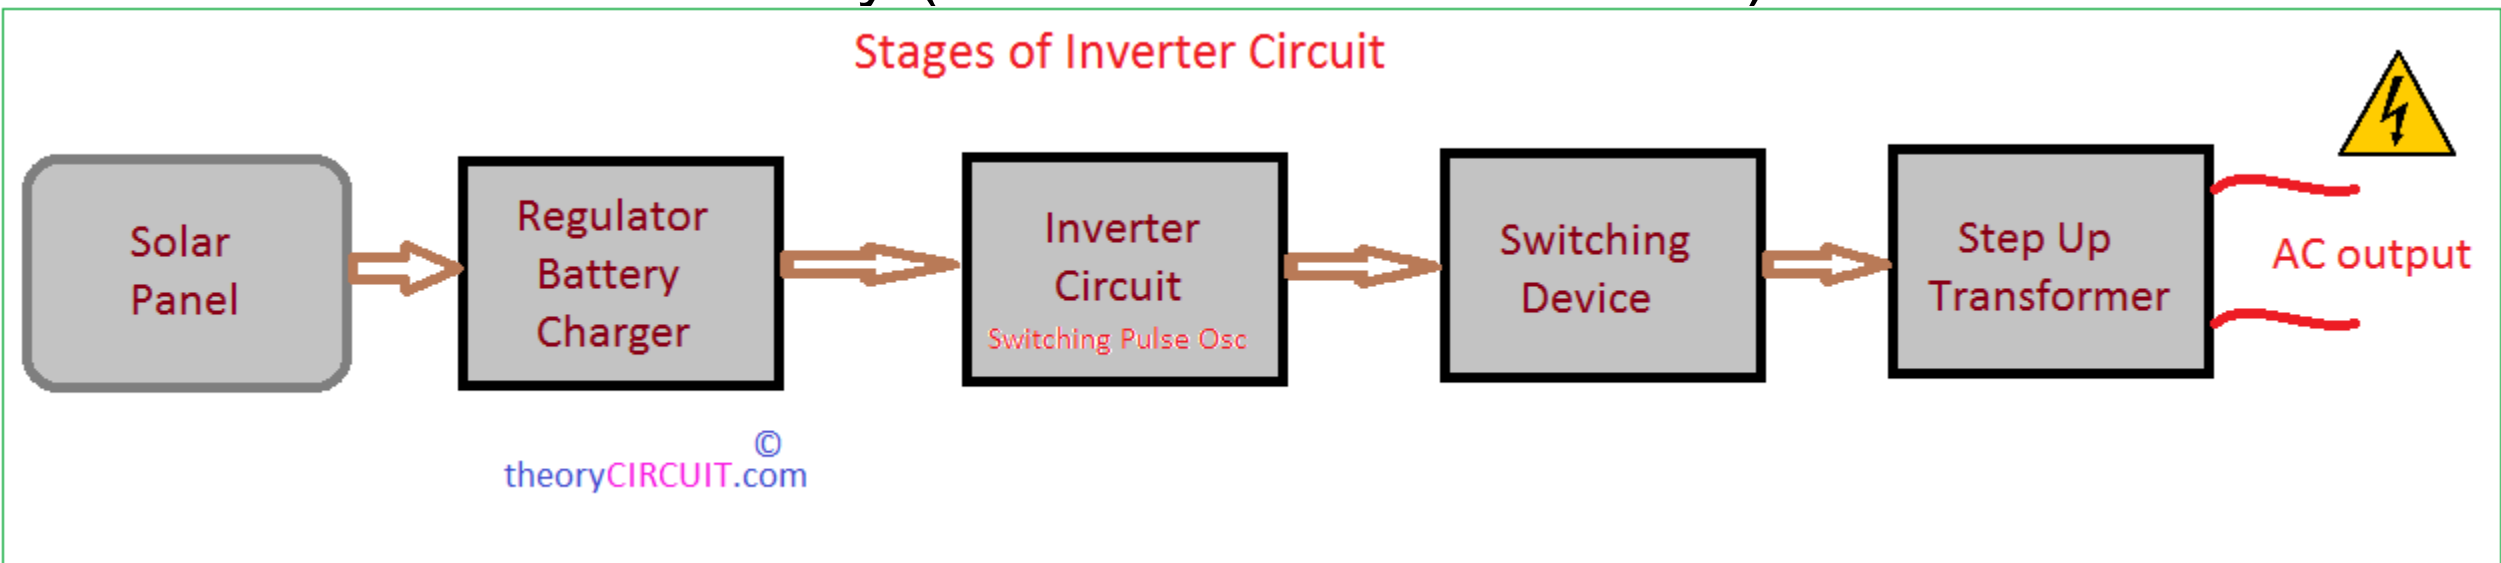 Stages of Inverter Circuit
Solar
Panel
Regulator
Battery
Charger
Inverter
Circuit
Switching Pulse Osc
Switching
Device
Step Up
Transformer
AC output
©
theoryCIRCUIT.com